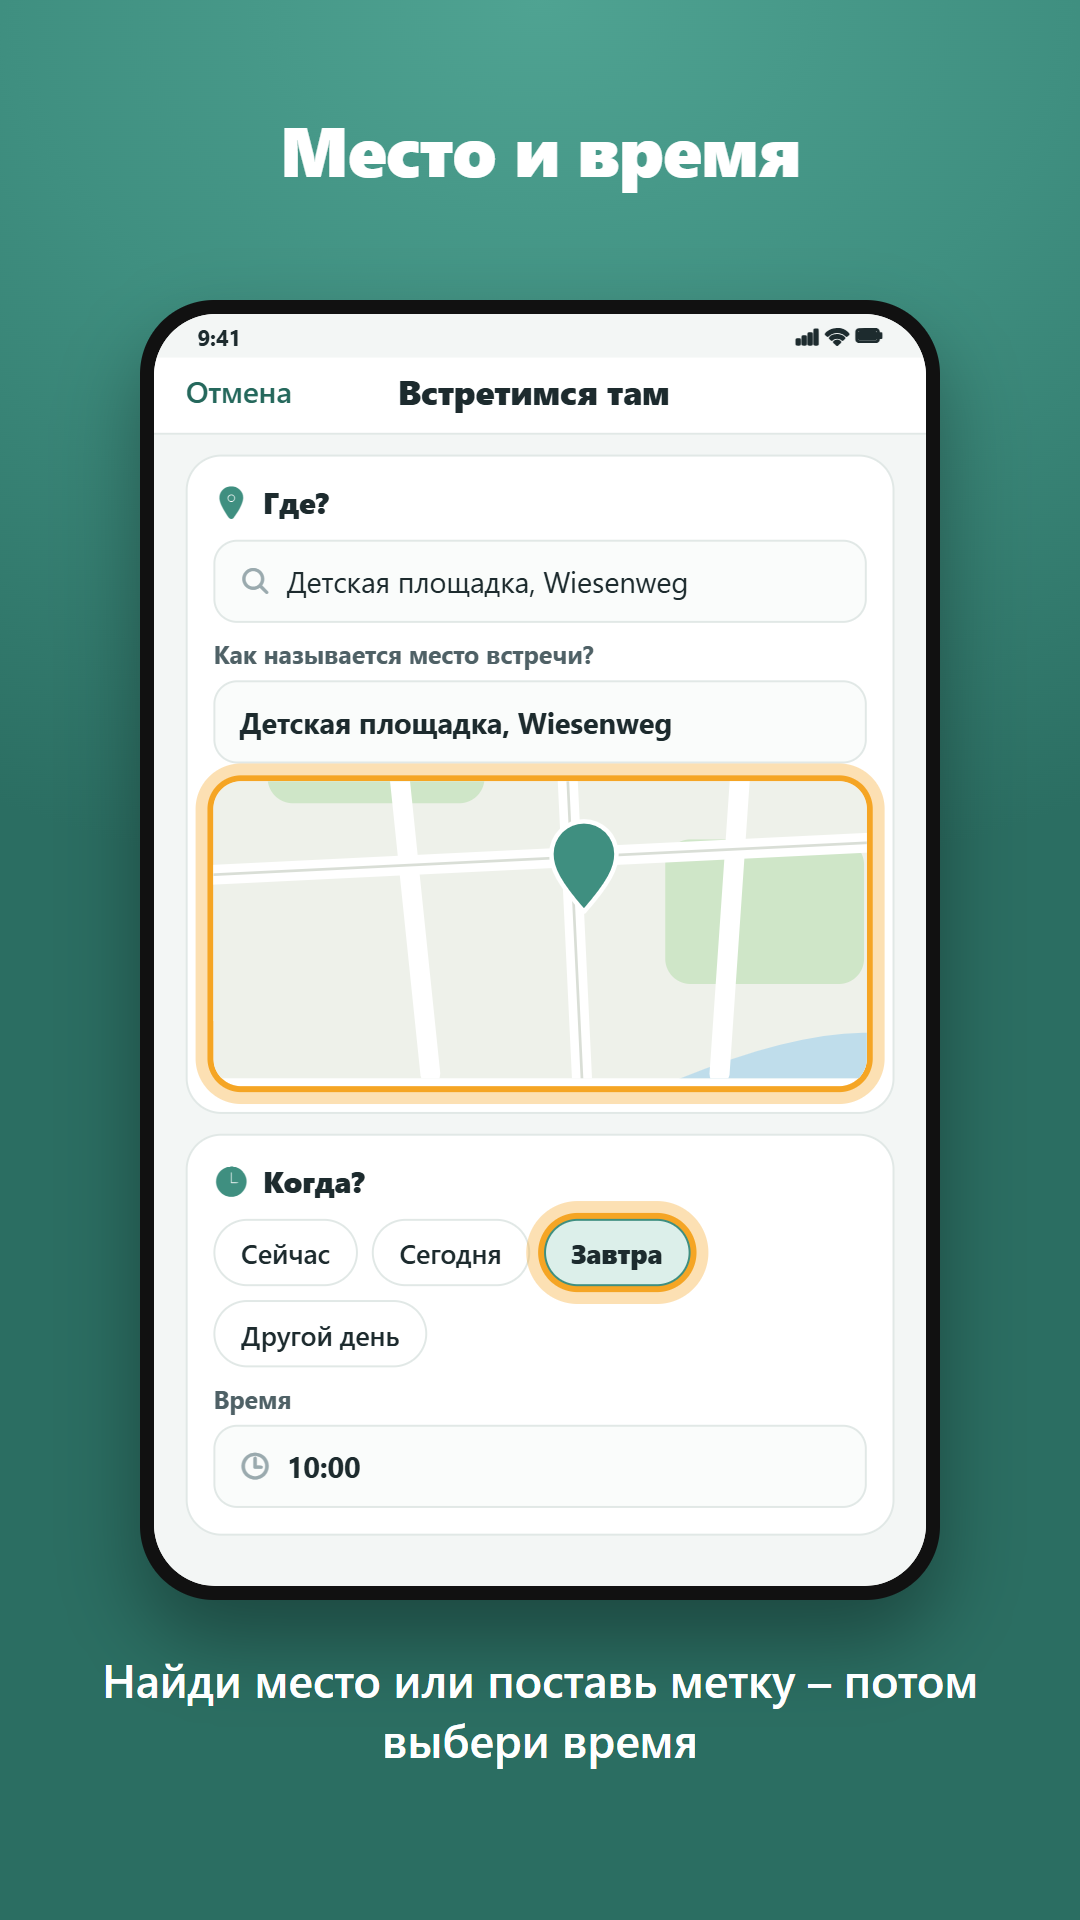 Место и время
9:41
Отмена
Встретимся там
Где?
Детская площадка, Wiesenweg
Как называется место встречи?
Детская площадка, Wiesenweg
Когда?
Сейчас
Сегодня
Завтра
Другой день
Время
10:00
Найди место или поставь метку – потом
выбери время